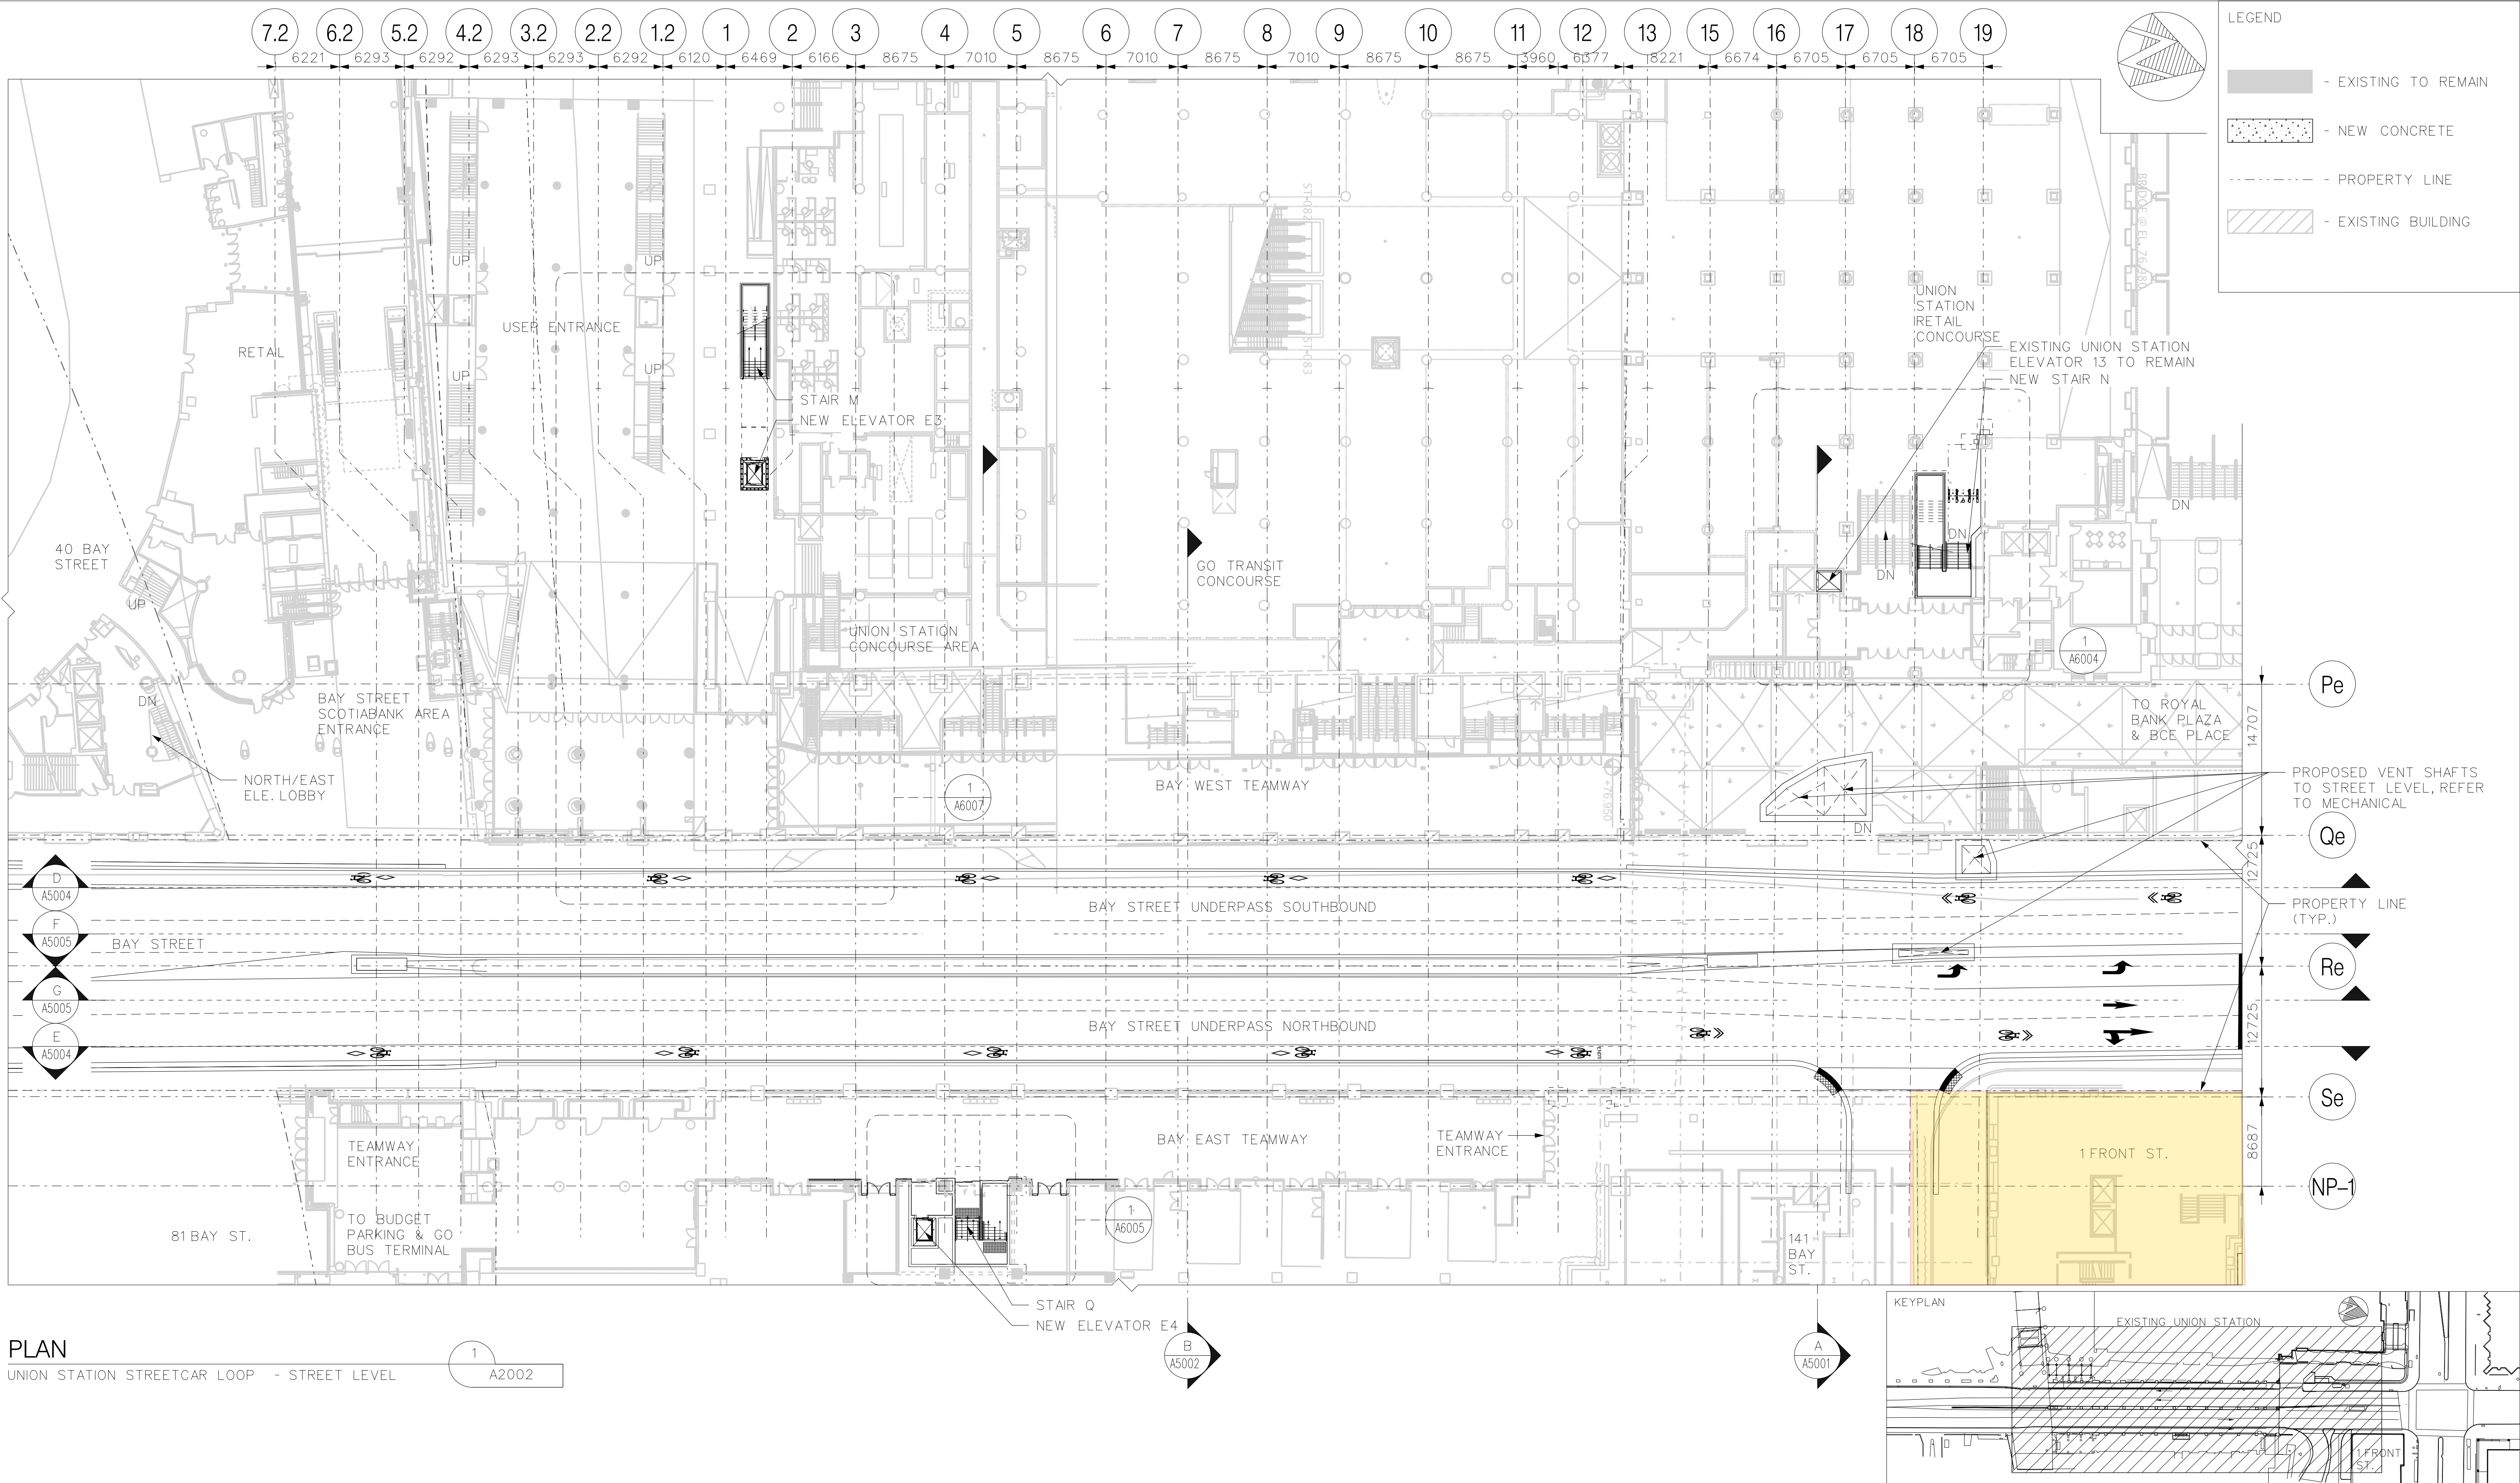 7.2 6.2 5.2 4.2 3.2 2.2 1.2 1 2 3 4 5 6 7 8 9 10 11 12 13 15 16 17 18 19
6221 6293 6292 6293 6293 6292 6120 6469 6166 8675 7010 8675 7010 8675 7010 8675 8675 3960 6377 8221 6674 6705 6705 6705
LEGEND
- EXISTING TO REMAIN
- NEW CONCRETE
- PROPERTY LINE
- EXISTING BUILDING
UP
UP
USER ENTRANCE
RETAIL
UP
UP
STAIR M
NEW ELEVATOR E3
ST-082
ST-083
UNION
STATION
RETAIL
CONCOURSE
EXISTING UNION STATION
ELEVATOR 13 TO REMAIN
NEW STAIR N
DN
DN
DN
40 BAY
STREET
UP
GO TRANSIT
CONCOURSE
UNION STATION
CONCOURSE AREA
1
A6004
BAY STREET
SCOTIABANK AREA
ENTRANCE
DN
NORTH/EAST
ELE. LOBBY
1
A6007
BAY WEST TEAMWAY
76.950
TO ROYAL
BANK PLAZA
& BCE PLACE
DN
Pe
14707
PROPOSED VENT SHAFTS
TO STREET LEVEL, REFER
TO MECHANICAL
Qe
12725
PROPERTY LINE
(TYP.)
D
A5004
F
A5005
BAY STREET
G
A5005
E
A5004
BAY STREET UNDERPASS SOUTHBOUND
BAY STREET UNDERPASS NORTHBOUND
Re
12725
Se
8687
NP-1
TEAMWAY
ENTRANCE
BAY EAST TEAMWAY
TEAMWAY
ENTRANCE
1 FRONT ST.
81 BAY ST.
TO BUDGET
PARKING & GO
BUS TERMINAL
1
A6005
141
BAY
ST.
STAIR Q
NEW ELEVATOR E4
B
A5002
A
A5001
PLAN
UNION STATION STREETCAR LOOP - STREET LEVEL
1
A2002
KEYPLAN
EXISTING UNION STATION
1 FRONT
ST.